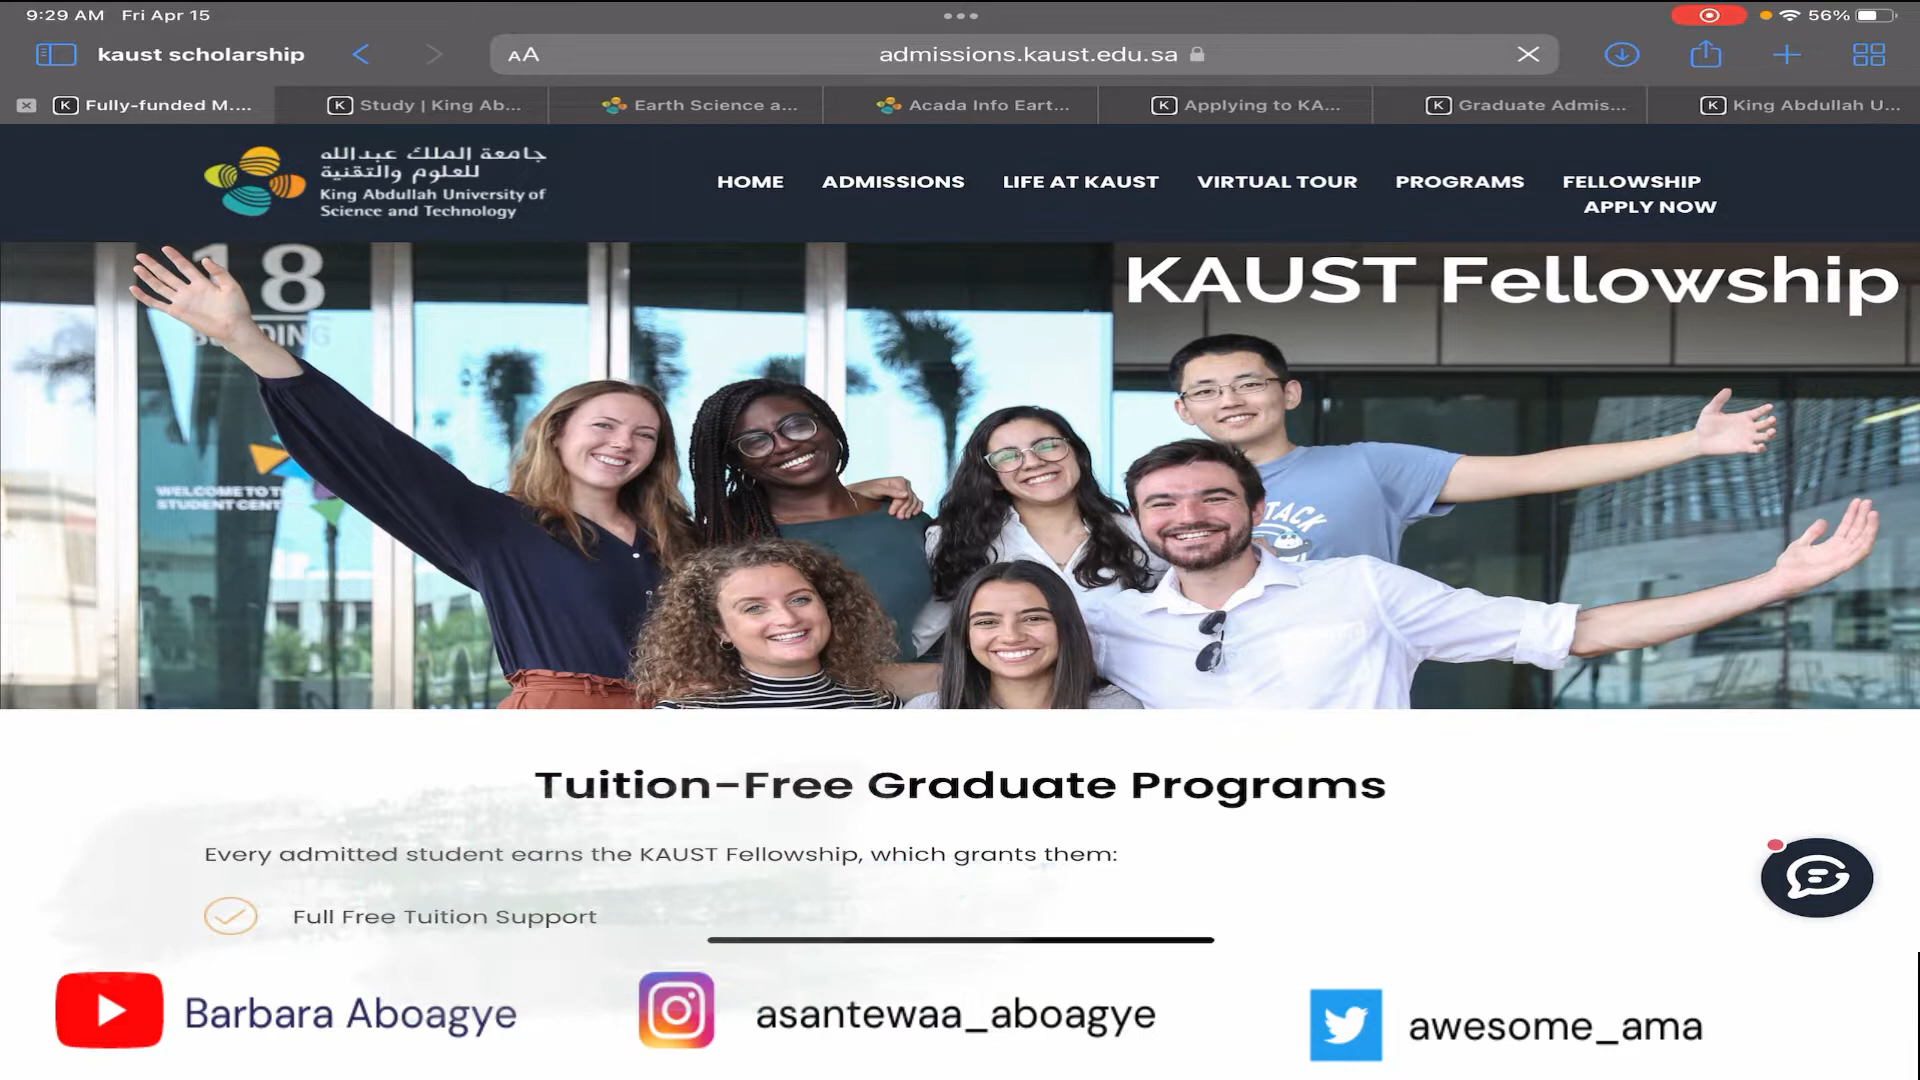 9:29 AM Fri Apr 15
56%
kaust scholarship
AA
admissions.kaust.edu.sa
K Fully-funded M....
K Study | King Ab...
Earth Science a...
Acada Info Eart...
K Applying to KA...
K Graduate Admis...
K King Abdullah U...
جامعة الملك عبدالله
للعلوم والتقنية
King Abdullah University of
Science and Technology
HOME
ADMISSIONS
LIFE AT KAUST
VIRTUAL TOUR
PROGRAMS
FELLOWSHIP
APPLY NOW
18
BUILDING
KAUST Fellowship
WELCOME TO T
STUDENT CENT
TACK
Tuition-Free Graduate Programs
Every admitted student earns the KAUST Fellowship, which grants them:
Full Free Tuition Support
Barbara Aboagye
asantewaa_aboagye
awesome_ama